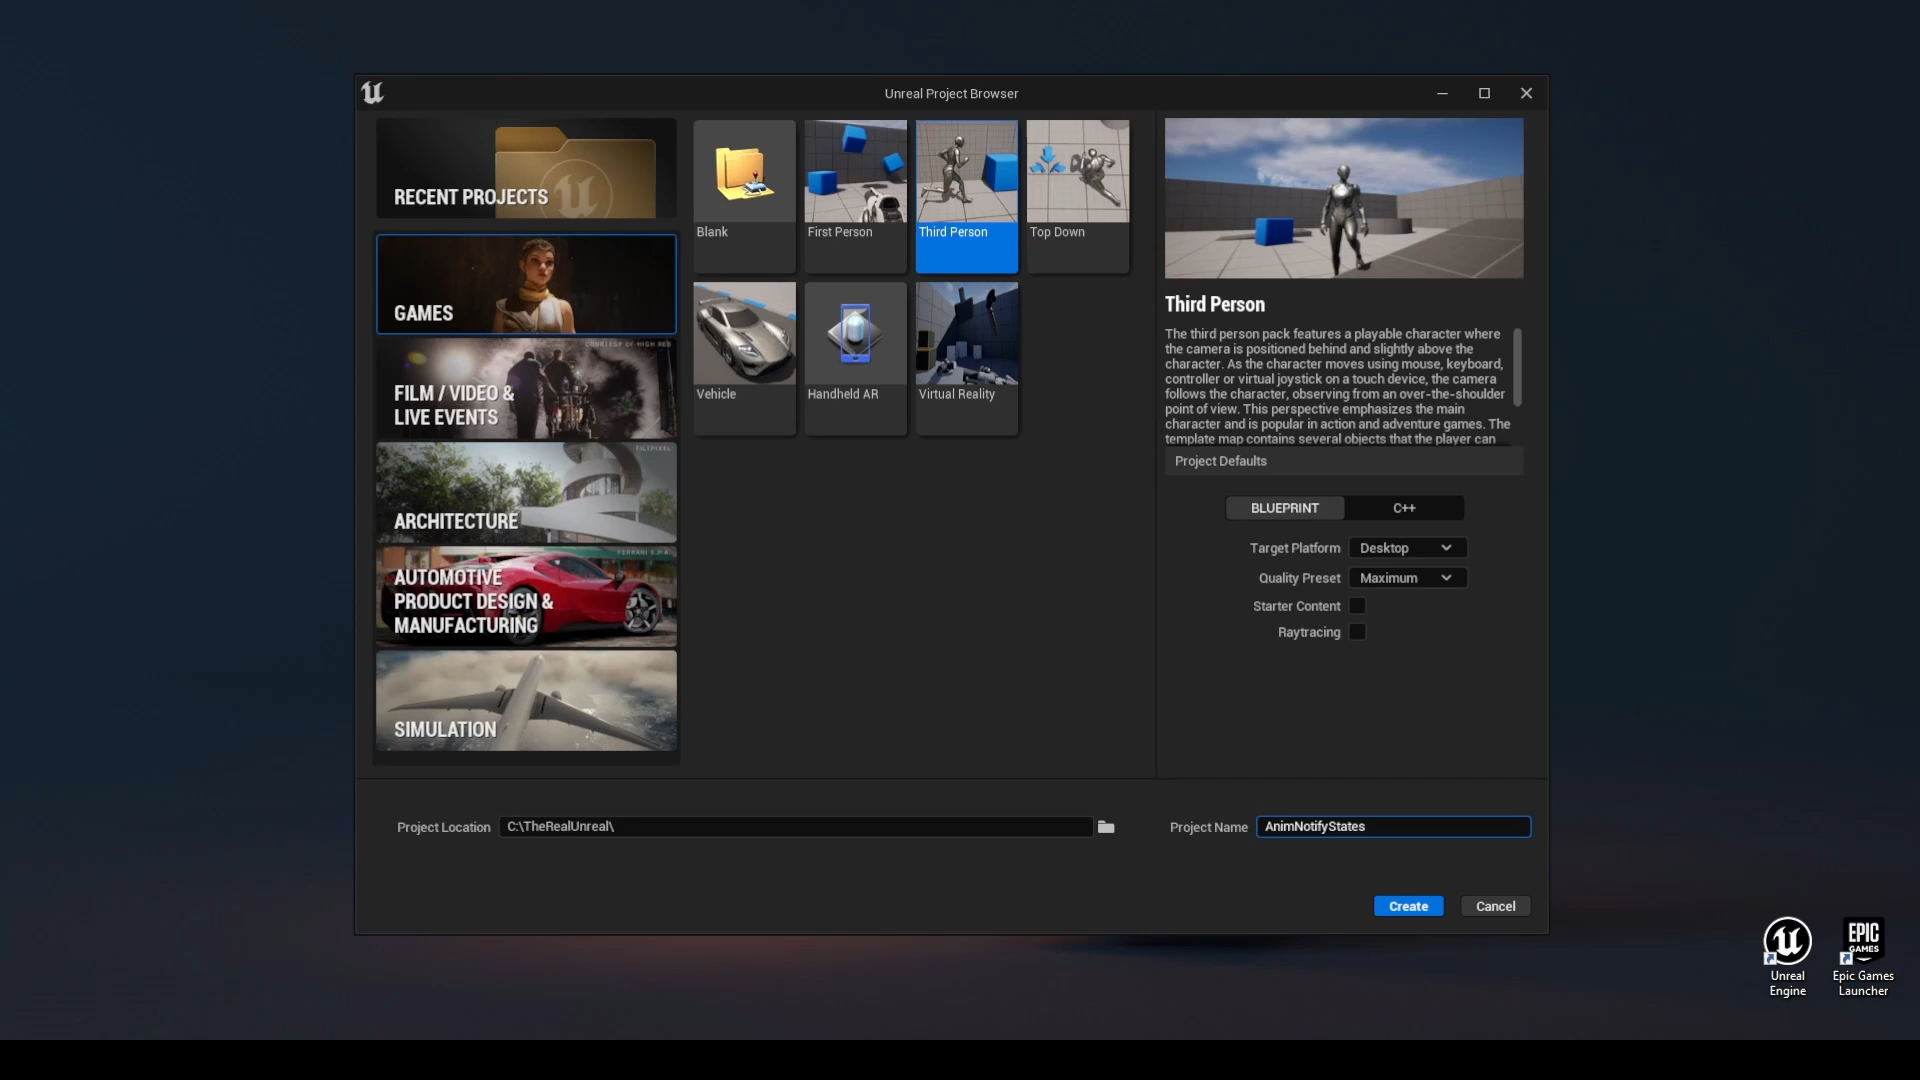 Unreal Project Browser
RECENT PROJECTS
GAMES
COURTESY OF HIGH RES
FILM / VIDEO &
LIVE EVENTS
FILTPIXEL
ARCHITECTURE
FERRARI S.P.A.
AUTOMOTIVE
PRODUCT DESIGN &
MANUFACTURING
SIMULATION
Blank
First Person
Third Person
Top Down
Vehicle
Handheld AR
Virtual Reality
Third Person
The third person pack features a playable character where
the camera is positioned behind and slightly above the
character. As the character moves using mouse, keyboard,
controller or virtual joystick on a touch device, the camera
follows the character, observing from an over-the-shoulder
point of view. This perspective emphasizes the main
character and is popular in action and adventure games. The
template map contains several objects that the player can
Project Defaults
BLUEPRINT
C++
Target Platform
Desktop
Quality Preset
Maximum
Starter Content
Raytracing
Project Location
C:\TheRealUnreal\
Project Name
AnimNotifyStates
Create
Cancel
Unreal
Engine
EPIC
GAMES
Epic Games
Launcher